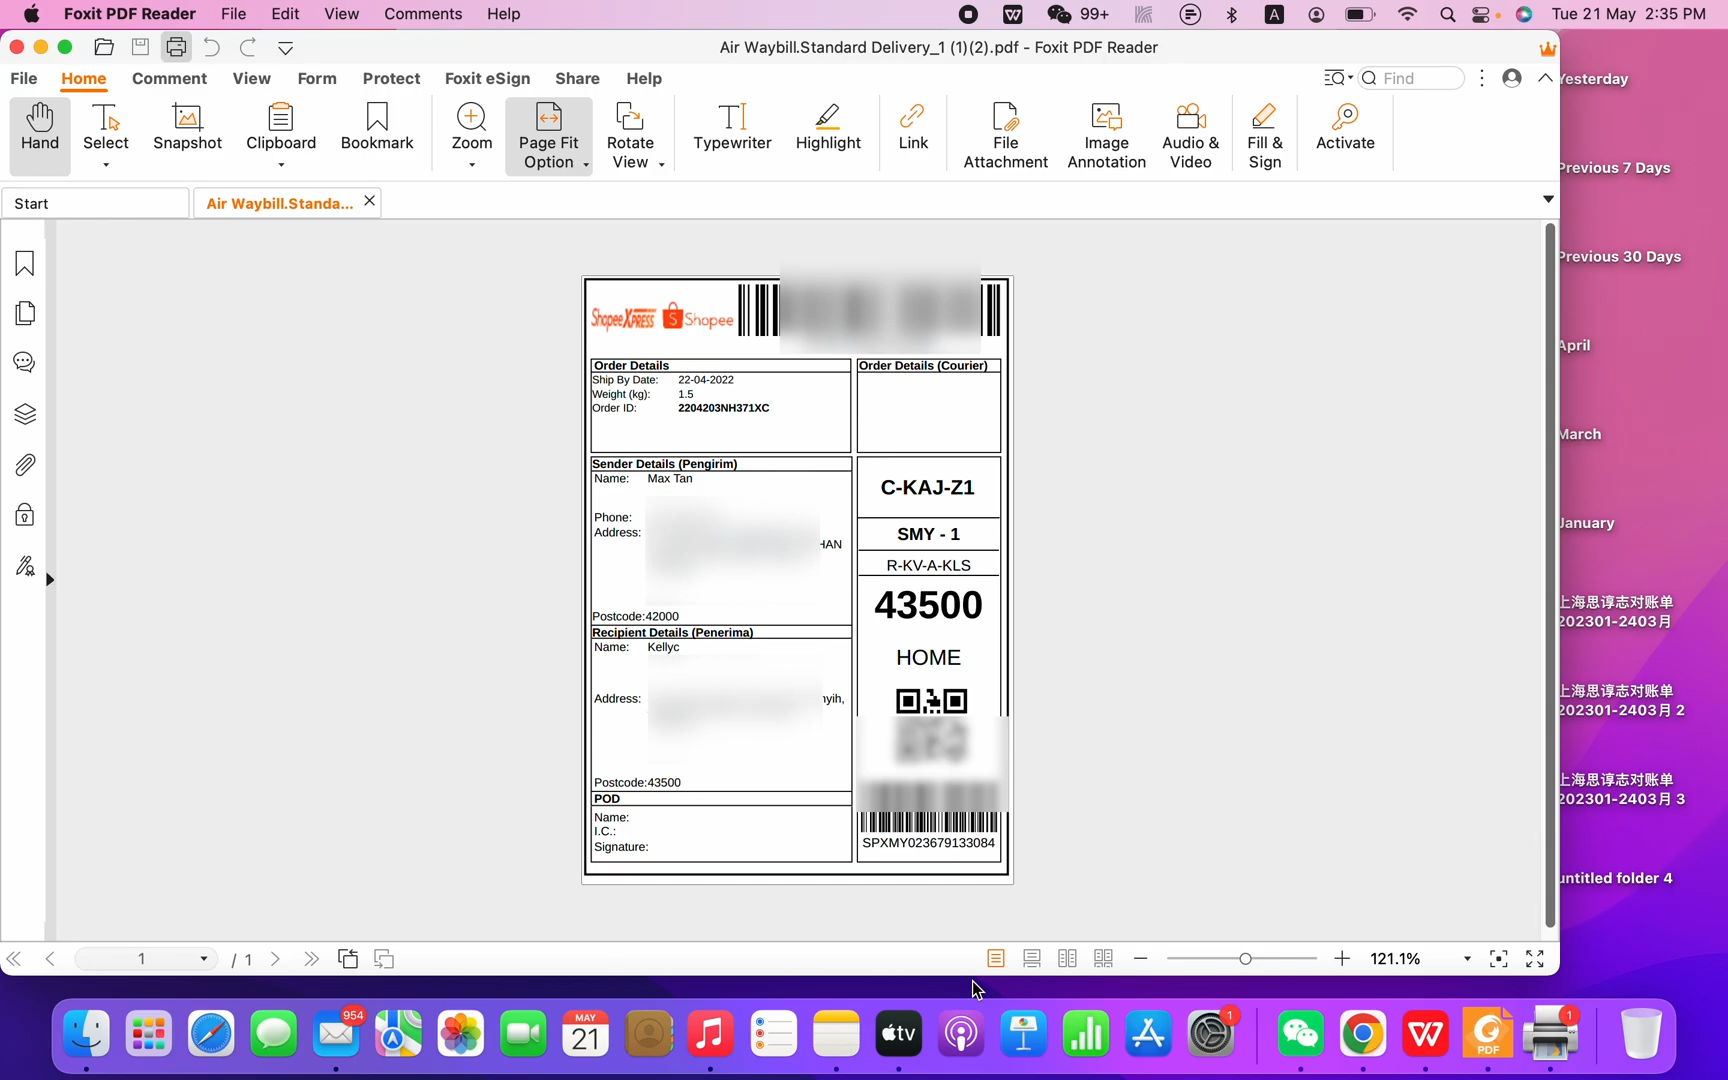 Foxit PDF Reader File Edit View Comments Help 99+ A Tue 21 May 2:35 PM
Air Waybill.Standard Delivery_1 (1)(2).pdf - Foxit PDF Reader
File Home Comment View Form Protect Foxit eSign Share Help Find
Hand Select Snapshot Clipboard Bookmark Zoom Page Fit Option Rotate View Typewriter Highlight Link File Attachment Image Annotation Audio & Video Fill & Sign Activate
Start Air Waybill.Standa...
Shopee XPRESS Shopee
Order Details
Ship By Date: 22-04-2022
Weight (kg): 1.5
Order ID: 2204203NH371XC
Order Details (Courier)
Sender Details (Pengirim)
Name: Max Tan
Phone:
Address:
HAN
Postcode:42000
Recipient Details (Penerima)
Name: Kellyc
Address:
nyih,
Postcode:43500
POD
Name:
I.C.:
Signature:
C-KAJ-Z1
SMY - 1
R-KV-A-KLS
43500
HOME
SPXMY023679133084
1 / 1 121.1%
Yesterday
Previous 7 Days
Previous 30 Days
April
March
January
上海思谆志对账单
202301-2403月
上海思谆志对账单
202301-2403月 2
上海思谆志对账单
202301-2403月 3
untitled folder 4
954
MAY
21
tv
1
PDF
1